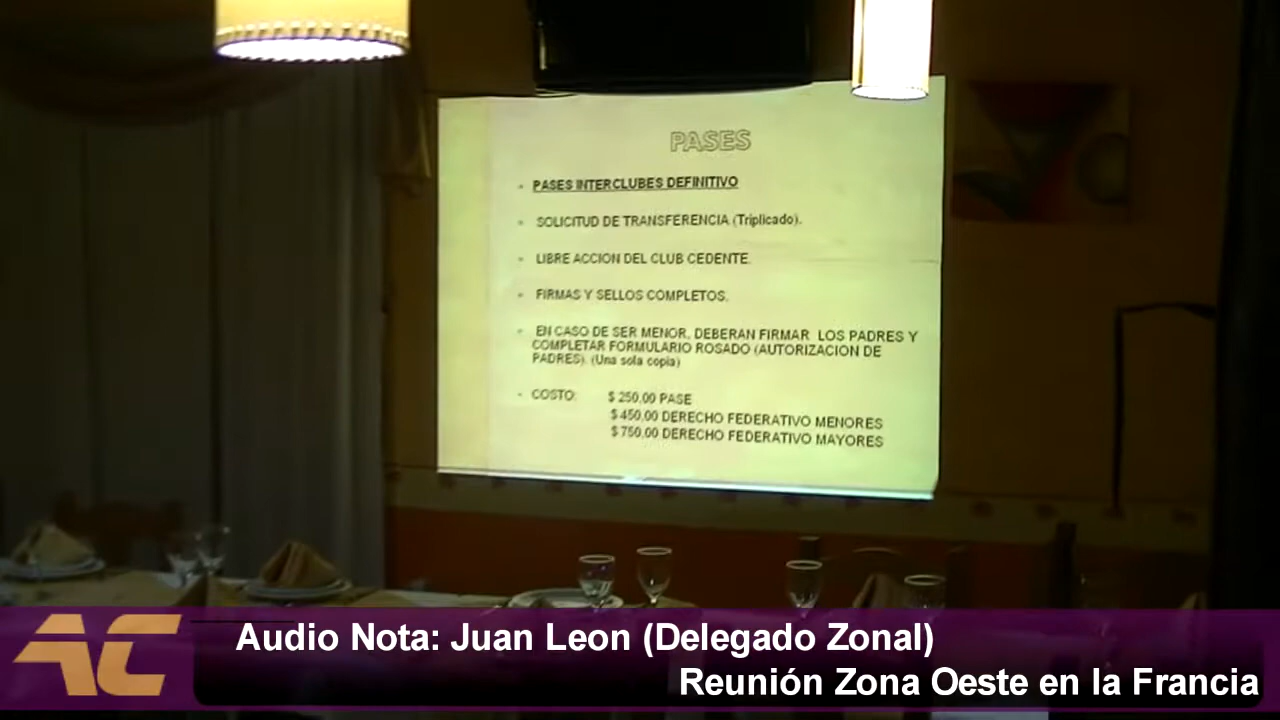 PASES
- PASES INTERCLUBES DEFINITIVO
- SOLICITUD DE TRANSFERENCIA (Triplicado).
- LIBRE ACCION DEL CLUB CEDENTE.
- FIRMAS Y SELLOS COMPLETOS.
- EN CASO DE SER MENOR, DEBERAN FIRMAR LOS PADRES Y
COMPLETAR FORMULARIO ROSADO (AUTORIZACION DE
PADRES). (Una sola copia)
- COSTO: $ 250,00 PASE
$ 450,00 DERECHO FEDERATIVO MENORES
$ 750,00 DERECHO FEDERATIVO MAYORES
AC
Audio Nota: Juan Leon (Delegado Zonal)
Reunión Zona Oeste en la Francia